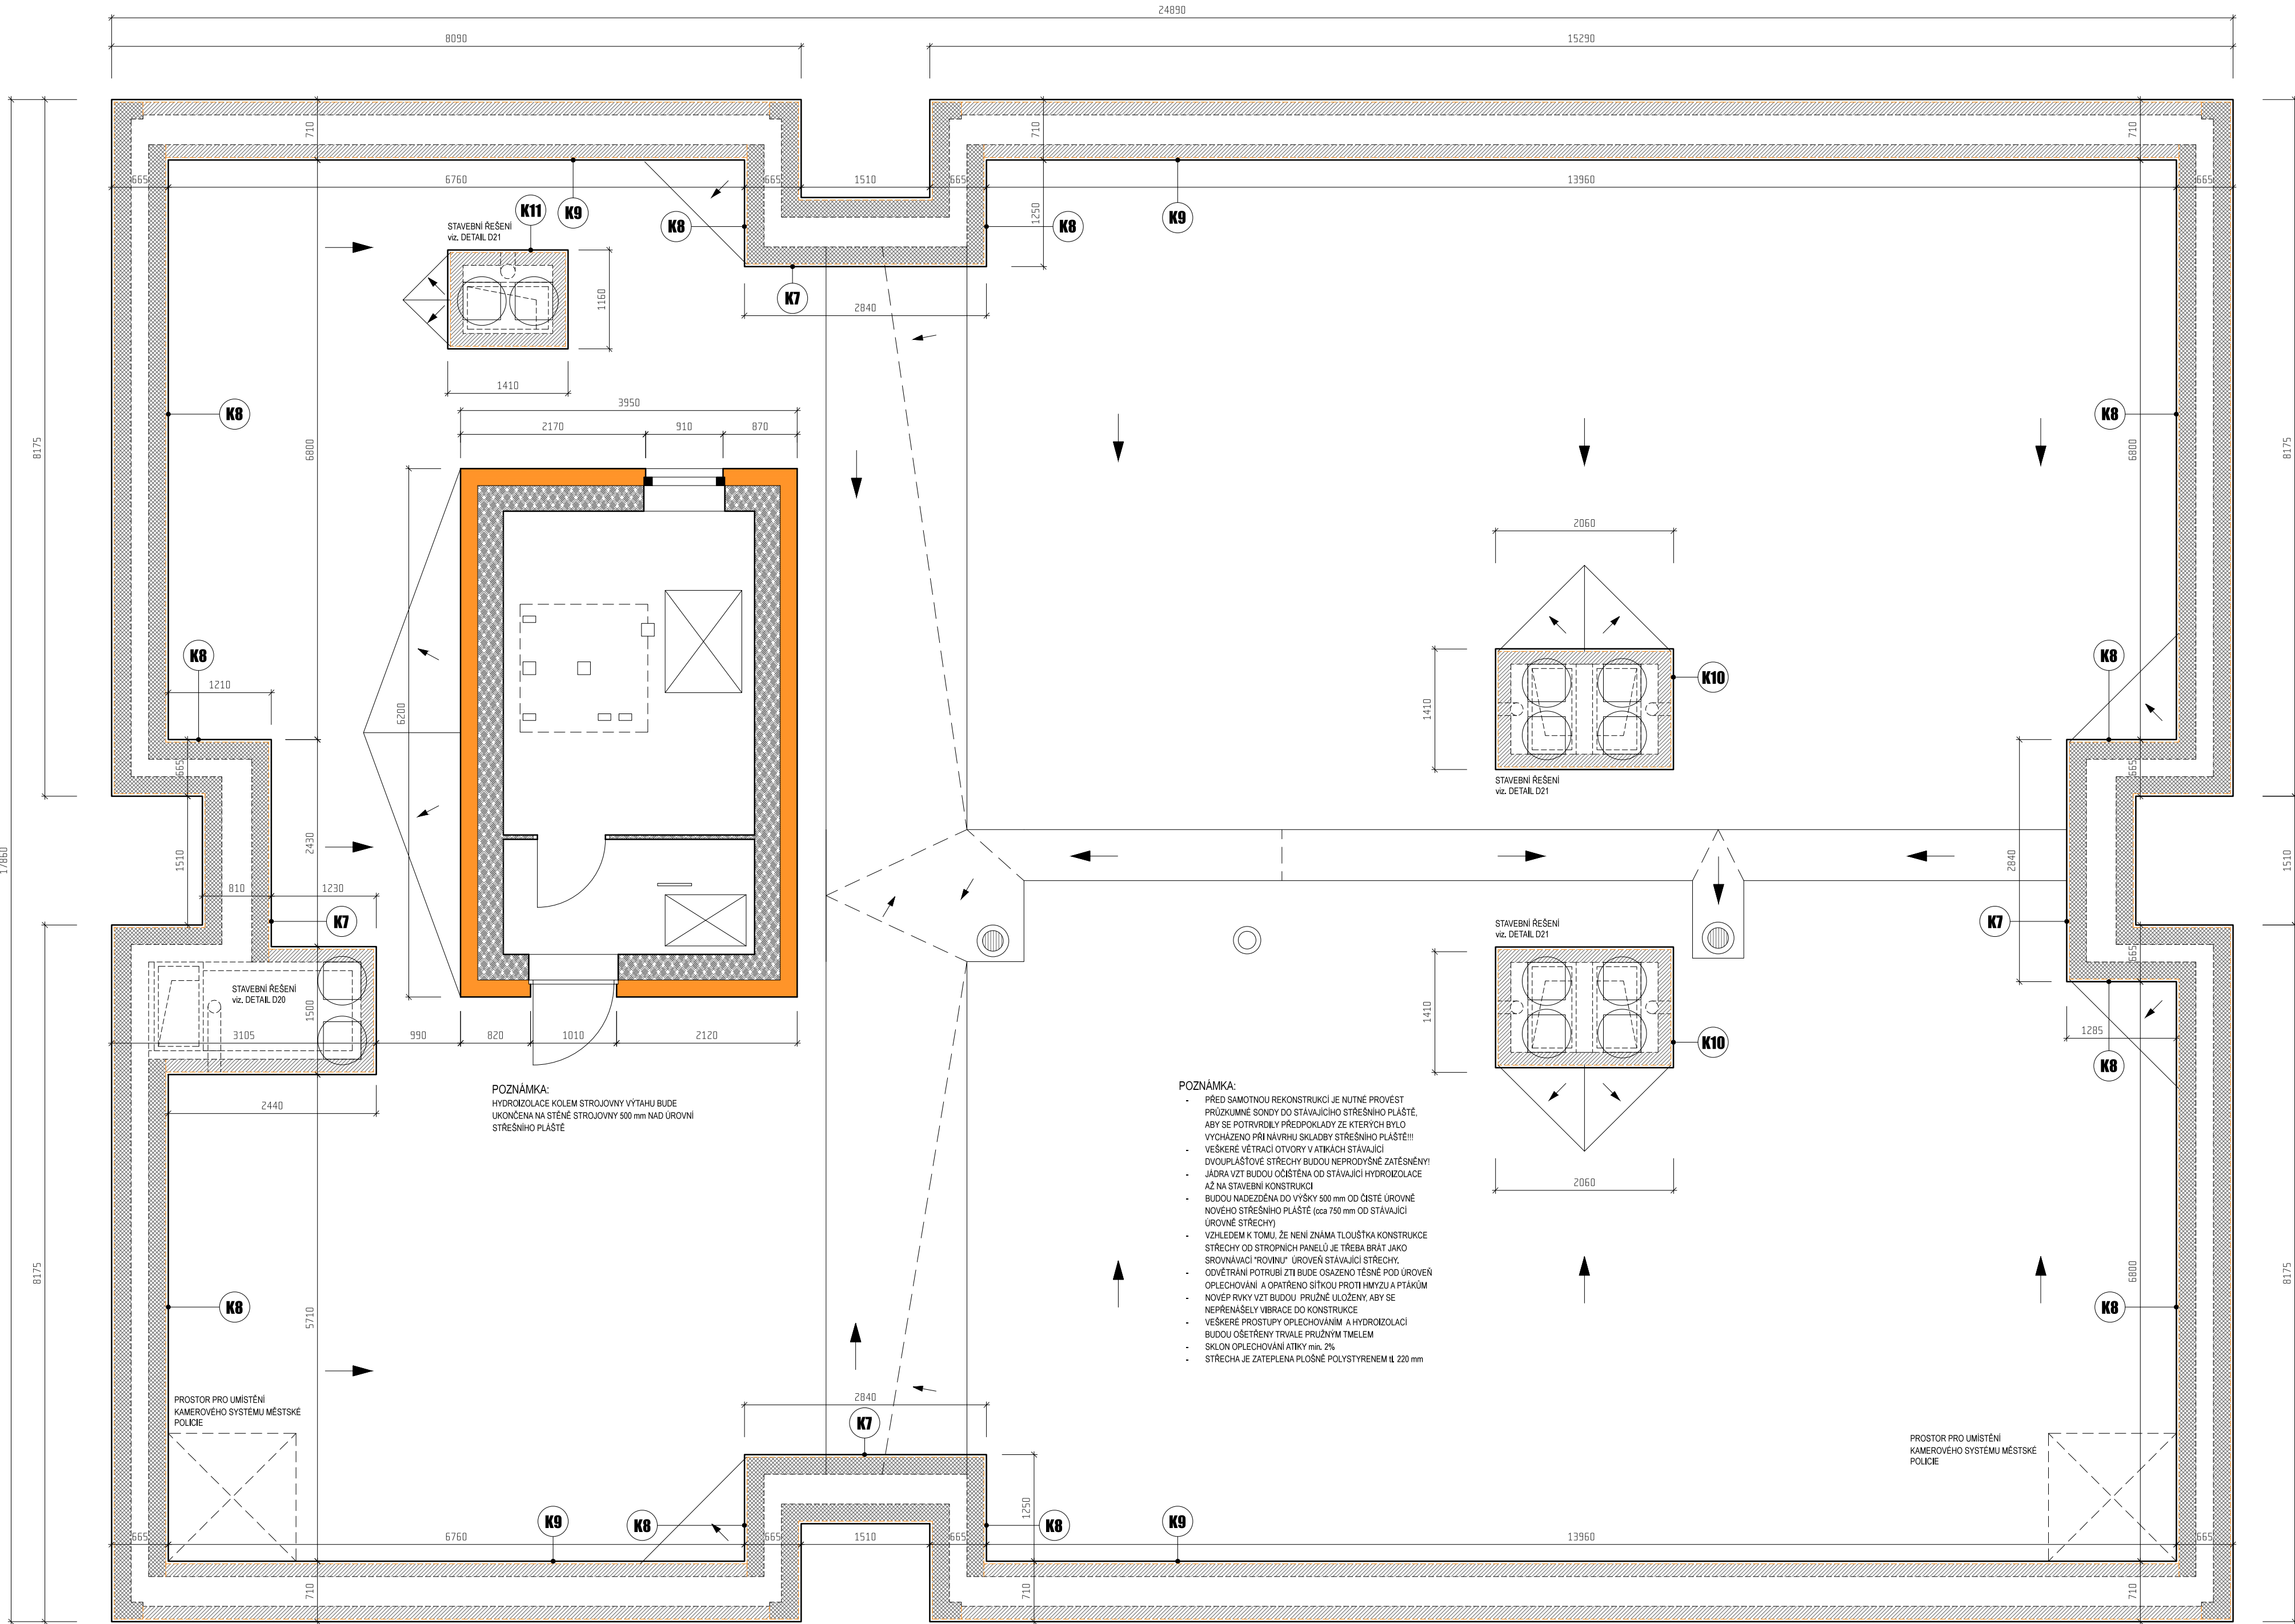 24890
8090
15290
710
710
710
665
6760
665
1510
665
13960
665
K11
K9
K8
K8
K9
1250
STAVEBNÍ ŘEŠENÍ
viz. DETAIL D21
1160
K7
2840
1410
3950
2170
910
870
K8
K8
8175
6800
6800
8175
2060
K8
1210
K8
6200
1410
K10
STAVEBNÍ ŘEŠENÍ
viz. DETAIL D21
665
665
17860
1510
2430
2840
1510
810
1230
K7
STAVEBNÍ ŘEŠENÍ
viz. DETAIL D21
K7
665
STAVEBNÍ ŘEŠENÍ
viz. DETAIL D20
1500
1410
3105
990
820
1010
2120
K10
1285
K8
2440
POZNÁMKA:
HYDROIZOLACE KOLEM STROJOVNY VÝTAHU BUDE
UKONČENA NA STĚNĚ STROJOVNY 500 mm NAD ÚROVNÍ
STŘEŠNÍHO PLÁŠTĚ
POZNÁMKA:
- PŘED SAMOTNOU REKONSTRUKCÍ JE NUTNÉ PROVÉST
PRŮZKUMNÉ SONDY DO STÁVAJÍCÍHO STŘEŠNÍHO PLÁŠTĚ,
ABY SE POTRVRDILY PŘEDPOKLADY ZE KTERÝCH BYLO
VYCHÁZENO PŘI NÁVRHU SKLADBY STŘEŠNÍHO PLÁŠTĚ!!!
- VEŠKERÉ VĚTRACÍ OTVORY V ATIKÁCH STÁVAJÍCÍ
DVOUPLÁŠŤOVÉ STŘECHY BUDOU NEPRODYŠNĚ ZATĚSNĚNY!
- JÁDRA VZT BUDOU OČIŠTĚNA OD STÁVAJÍCÍ HYDROIZOLACE
AŽ NA STAVEBNÍ KONSTRUKCI
- BUDOU NADEZDĚNA DO VÝŠKY 500 mm OD ČISTÉ ÚROVNĚ
NOVÉHO STŘEŠNÍHO PLÁŠTĚ (cca 750 mm OD STÁVAJÍCÍ
ÚROVNĚ STŘECHY)
- VZHLEDEM K TOMU, ŽE NENÍ ZNÁMA TLOUŠŤKA KONSTRUKCE
STŘECHY OD STROPNÍCH PANELŮ JE TŘEBA BRÁT JAKO
SROVNÁVACÍ "ROVINU" ÚROVEŇ STÁVAJÍCÍ STŘECHY.
- ODVĚTRÁNÍ POTRUBÍ ZTI BUDE OSAZENO TĚSNĚ POD ÚROVEŇ
OPLECHOVÁNÍ A OPATŘENO SÍŤKOU PROTI HMYZU A PTÁKŮM
- NOVÉP RVKY VZT BUDOU PRUŽNĚ ULOŽENY, ABY SE
NEPŘENÁŠELY VIBRACE DO KONSTRUKCE
- VEŠKERÉ PROSTUPY OPLECHOVÁNÍM A HYDROIZOLACÍ
BUDOU OŠETŘENY TRVALE PRUŽNÝM TMELEM
- SKLON OPLECHOVÁNÍ ATIKY min. 2%
- STŘECHA JE ZATEPLENA PLOŠNĚ POLYSTYRENEM tl. 220 mm
2060
8175
K8
5710
6800
K8
8175
PROSTOR PRO UMÍSTĚNÍ
KAMEROVÉHO SYSTÉMU MĚSTSKÉ
POLICIE
2840
K7
PROSTOR PRO UMÍSTĚNÍ
KAMEROVÉHO SYSTÉMU MĚSTSKÉ
POLICIE
1250
K9
K8
K8
K9
665
6760
665
1510
665
13960
665
710
710
710